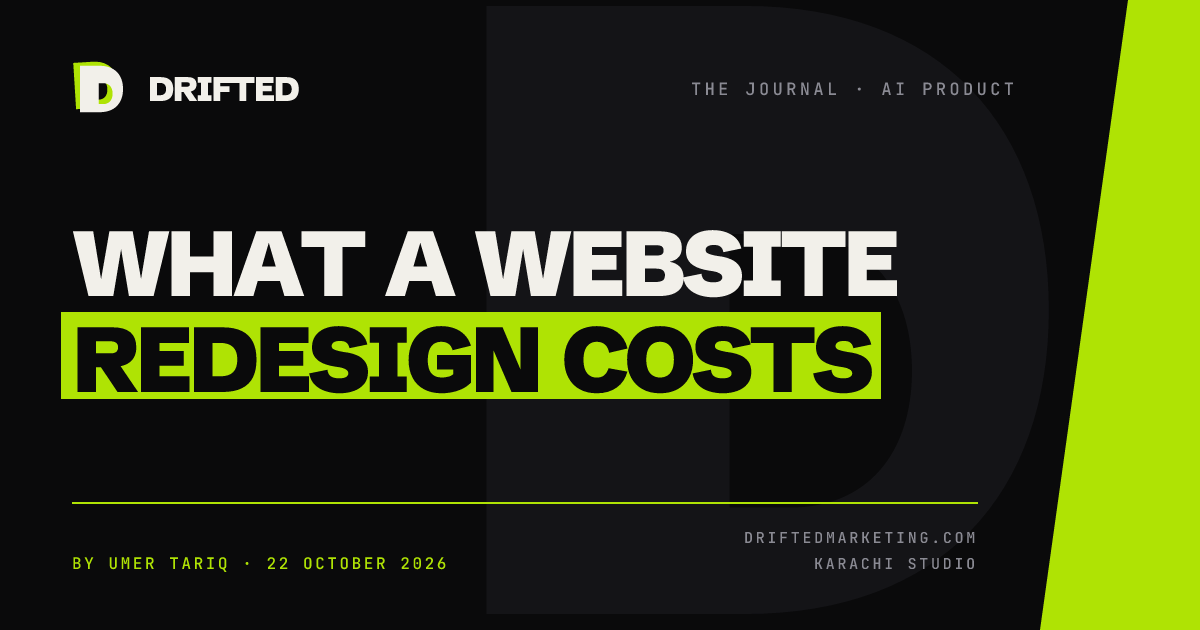 D DRIFTED
THE JOURNAL · AI PRODUCT
WHAT A WEBSITE
REDESIGN COSTS
DRIFTEDMARKETING.COM
BY UMER TARIQ · 22 OCTOBER 2026
KARACHI STUDIO